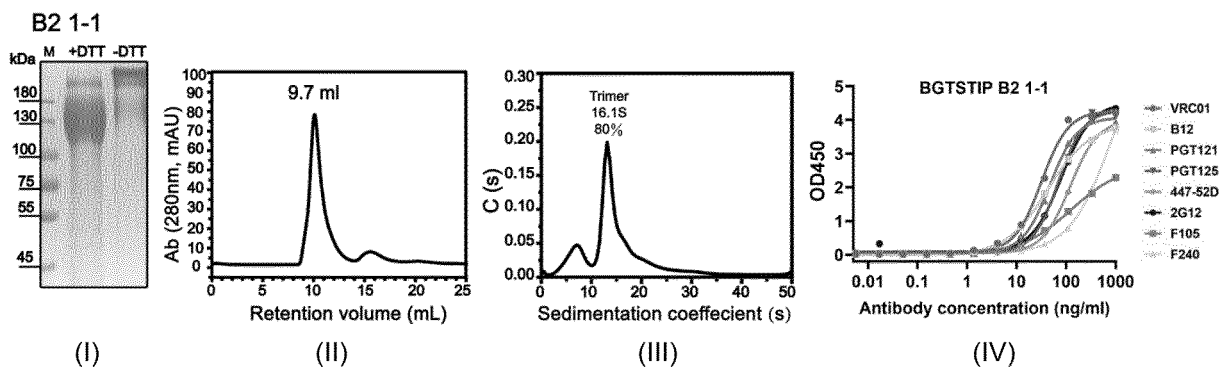 B2 1-1
kDa M +DTT -DTT
180
130
100
75
55
45
(I)
Ab (280nm, mAU)
100
90
80
70
60
50
40
30
20
10
0
9.7 ml
0 5 10 15 20 25
Retention volume (mL)
(II)
C (s)
0.30
0.20
0.15
0.10
0.05
0.00
Trimer
16.1S
80%
0 10 20 30 40 50
Sedimentation coeffecient (s)
(III)
BGTSTIP B2 1-1
OD450
5
4
3
2
1
0
0.01 0.1 1 10 100 1000
Antibody concentration (ng/ml)
VRC01
B12
PGT121
PGT125
447-52D
2G12
F105
F240
(IV)